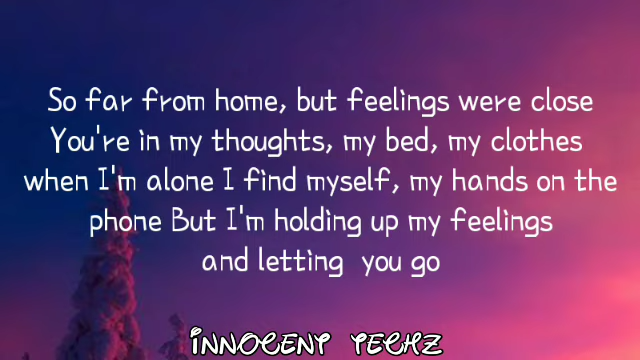 So far from home, but feelings were close
You're in my thoughts, my bed, my clothes
when I'm alone I find myself, my hands on the
phone But I'm holding up my feelings
and letting you go
INNOCENT TECHZ